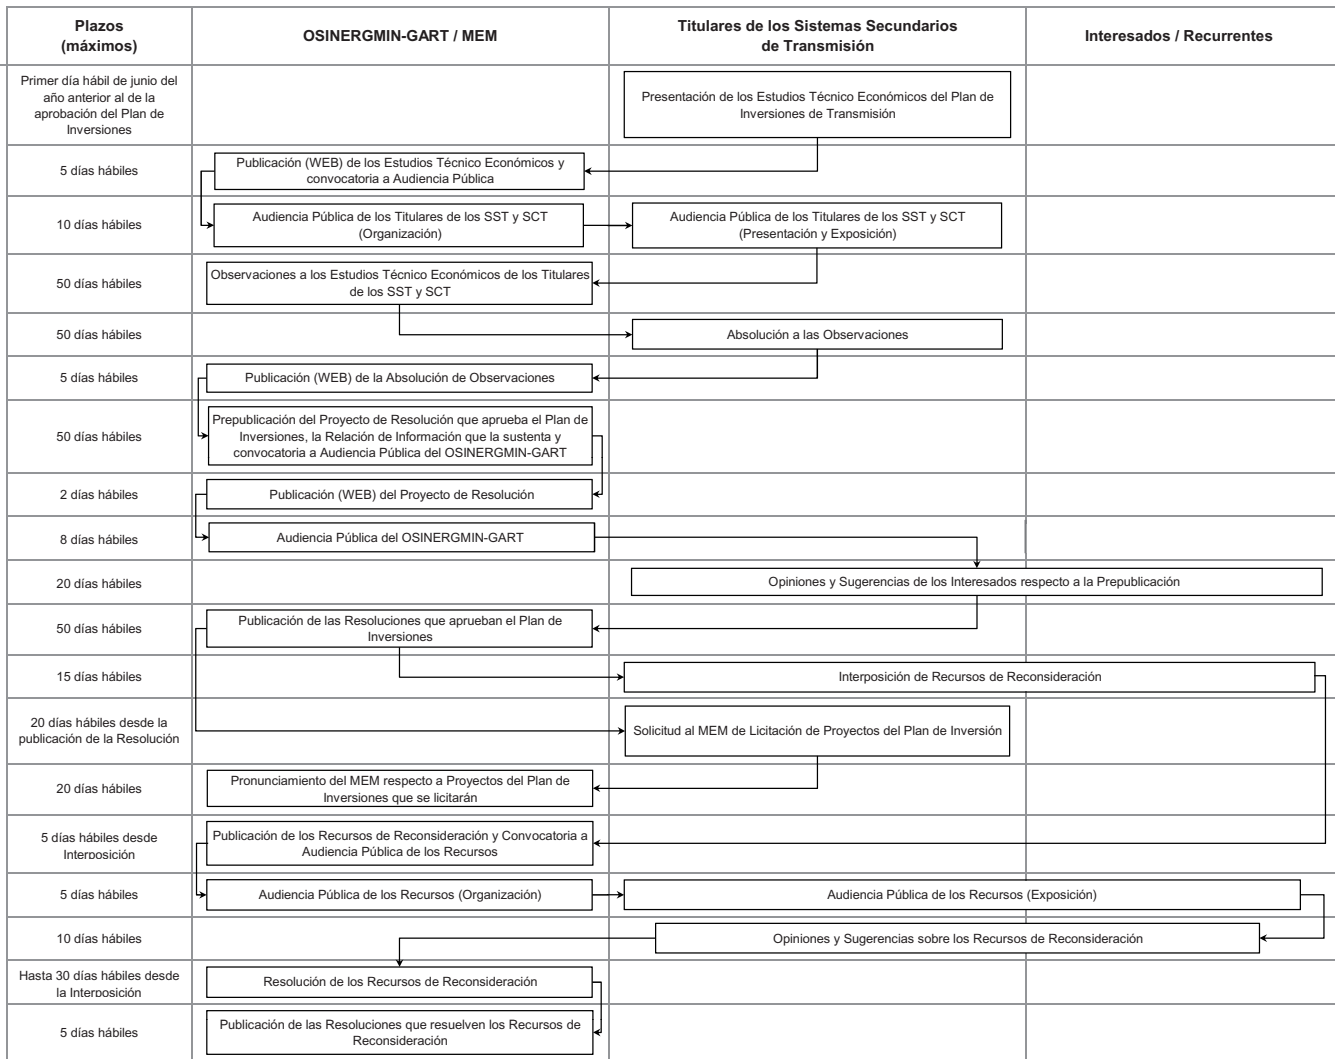 Plazos
(máximos)
OSINERGMIN-GART / MEM
Titulares de los Sistemas Secundarios
de Transmisión
Interesados / Recurrentes
Primer día hábil de junio del
año anterior al de la
aprobación del Plan de
Inversiones
Presentación de los Estudios Técnico Económicos del Plan de
Inversiones de Transmisión
5 días hábiles
Publicación (WEB) de los Estudios Técnico Económicos y
convocatoria a Audiencia Pública
10 días hábiles
Audiencia Pública de los Titulares de los SST y SCT
(Organización)
Audiencia Pública de los Titulares de los SST y SCT
(Presentación y Exposición)
50 días hábiles
Observaciones a los Estudios Técnico Económicos de los Titulares
de los SST y SCT
50 días hábiles
Absolución a las Observaciones
5 días hábiles
Publicación (WEB) de la Absolución de Observaciones
50 días hábiles
Prepublicación del Proyecto de Resolución que aprueba el Plan de
Inversiones, la Relación de Información que la sustenta y
convocatoria a Audiencia Pública del OSINERGMIN-GART
2 días hábiles
Publicación (WEB) del Proyecto de Resolución
8 días hábiles
Audiencia Pública del OSINERGMIN-GART
20 días hábiles
Opiniones y Sugerencias de los Interesados respecto a la Prepublicación
50 días hábiles
Publicación de las Resoluciones que aprueban el Plan de
Inversiones
15 días hábiles
Interposición de Recursos de Reconsideración
20 días hábiles desde la
publicación de la Resolución
Solicitud al MEM de Licitación de Proyectos del Plan de Inversión
20 días hábiles
Pronunciamiento del MEM respecto a Proyectos del Plan de
Inversiones que se licitarán
5 días hábiles desde
Interposición
Publicación de los Recursos de Reconsideración y Convocatoria a
Audiencia Pública de los Recursos
5 días hábiles
Audiencia Pública de los Recursos (Organización)
Audiencia Pública de los Recursos (Exposición)
10 días hábiles
Opiniones y Sugerencias sobre los Recursos de Reconsideración
Hasta 30 días hábiles desde
la Interposición
Resolución de los Recursos de Reconsideración
5 días hábiles
Publicación de las Resoluciones que resuelven los Recursos de
Reconsideración